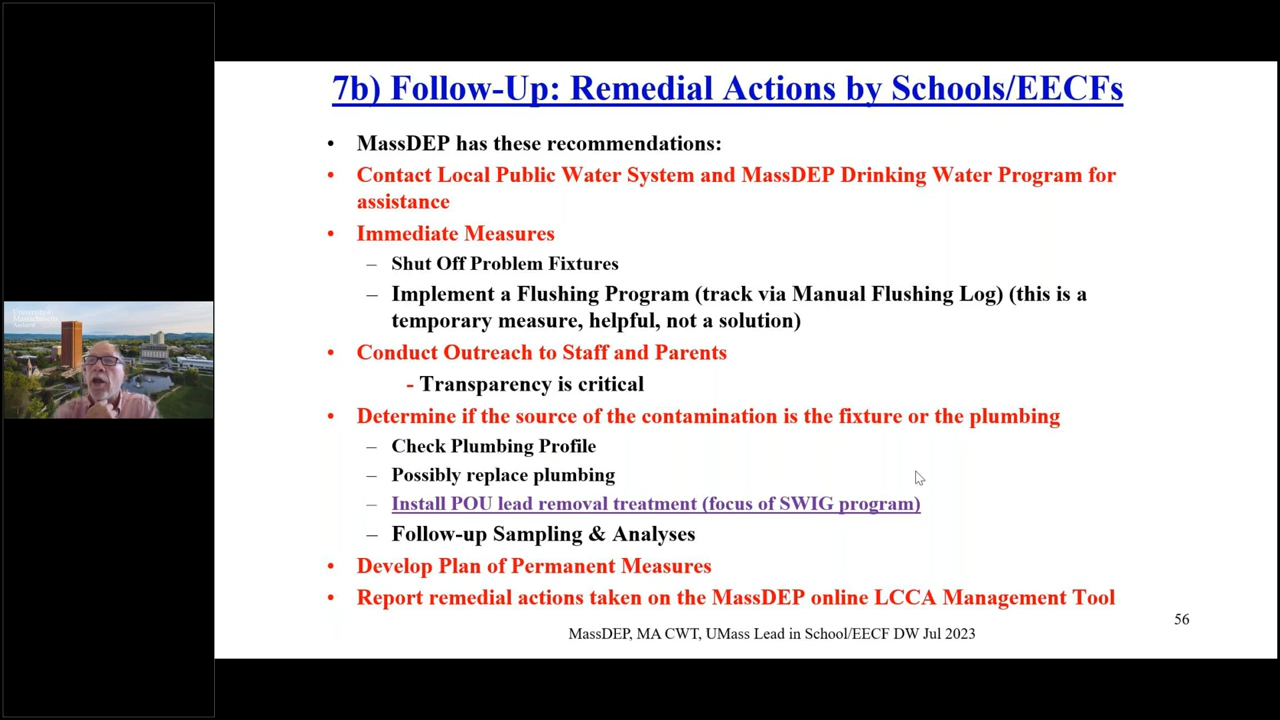 7b) Follow-Up: Remedial Actions by Schools/EECFs
• MassDEP has these recommendations:
• Contact Local Public Water System and MassDEP Drinking Water Program for
assistance
• Immediate Measures
– Shut Off Problem Fixtures
– Implement a Flushing Program (track via Manual Flushing Log) (this is a
temporary measure, helpful, not a solution)
• Conduct Outreach to Staff and Parents
- Transparency is critical
• Determine if the source of the contamination is the fixture or the plumbing
– Check Plumbing Profile
– Possibly replace plumbing
– Install POU lead removal treatment (focus of SWIG program)
– Follow-up Sampling & Analyses
• Develop Plan of Permanent Measures
• Report remedial actions taken on the MassDEP online LCCA Management Tool
56
MassDEP, MA CWT, UMass Lead in School/EECF DW Jul 2023
University of
Massachusetts
Amherst